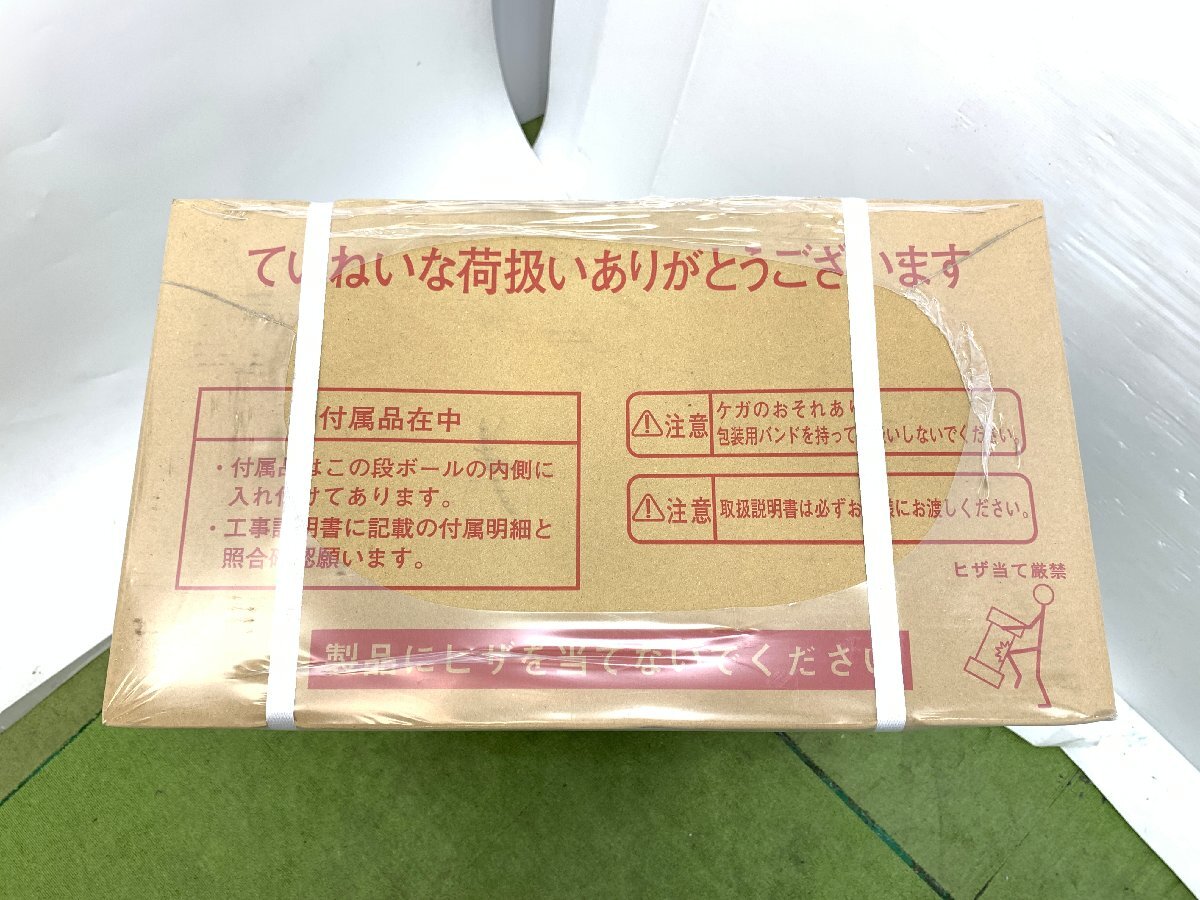 ていねいな荷扱いありがとうございます
付属品在中
・付属品はこの段ボールの内側に
入れ付けてあります。
・工事説明書に記載の付属明細と
照合確認願います。
注意
ケガのおそれあり
包装用バンドを持って扱いしないでください。
注意
取扱説明書は必ずお客様にお渡しください。
ヒザ当て厳禁
製品にヒザを当てないでください